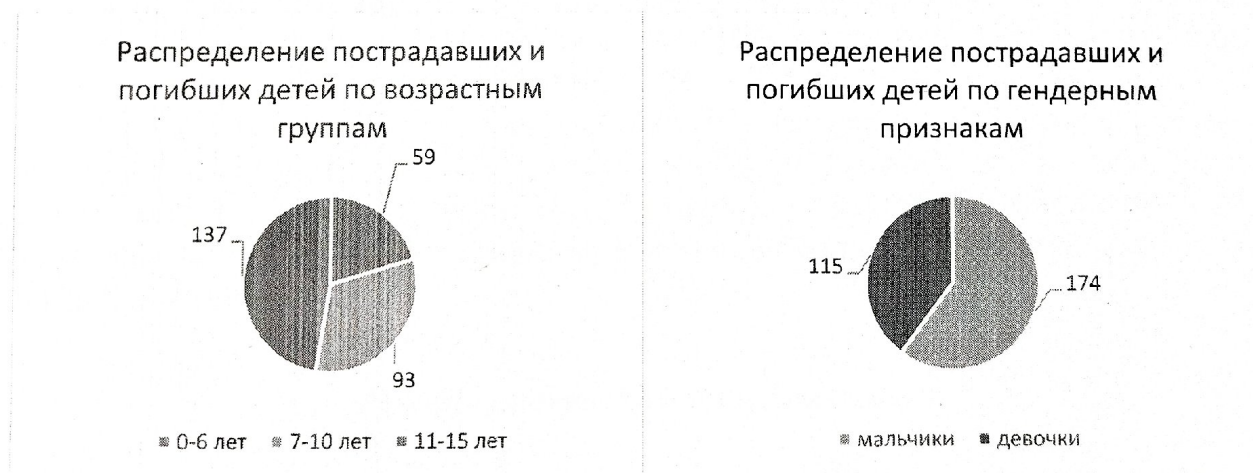 Распределение пострадавших и
погибших детей по возрастным
группам
59
137
93
0-6 лет 7-10 лет 11-15 лет
Распределение пострадавших и
погибших детей по гендерным
признакам
115
174
мальчики девочки